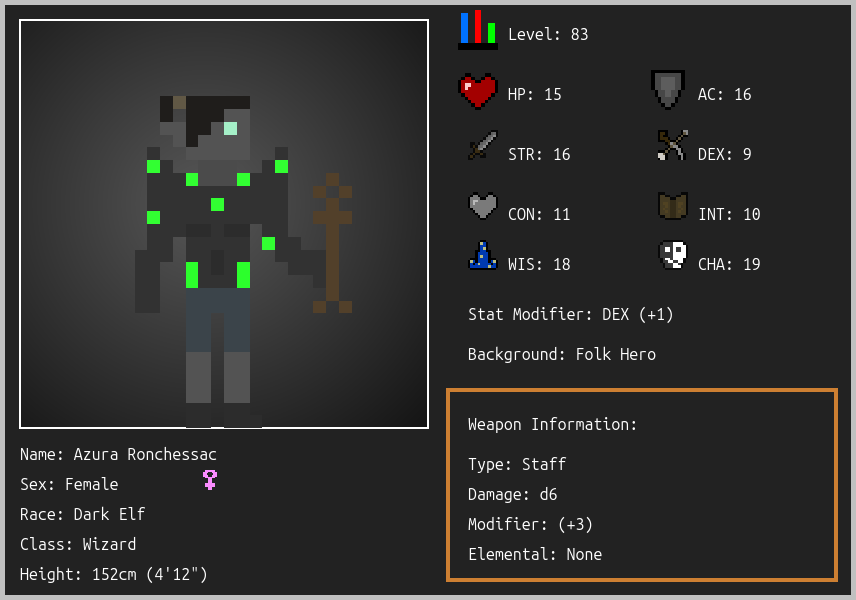 Level: 83
HP: 15
AC: 16
STR: 16
DEX: 9
CON: 11
INT: 10
WIS: 18
CHA: 19
Stat Modifier: DEX (+1)
Background: Folk Hero
Weapon Information:
Type: Staff
Damage: d6
Modifier: (+3)
Elemental: None
Name: Azura Ronchessac
Sex: Female
Race: Dark Elf
Class: Wizard
Height: 152cm (4'12")